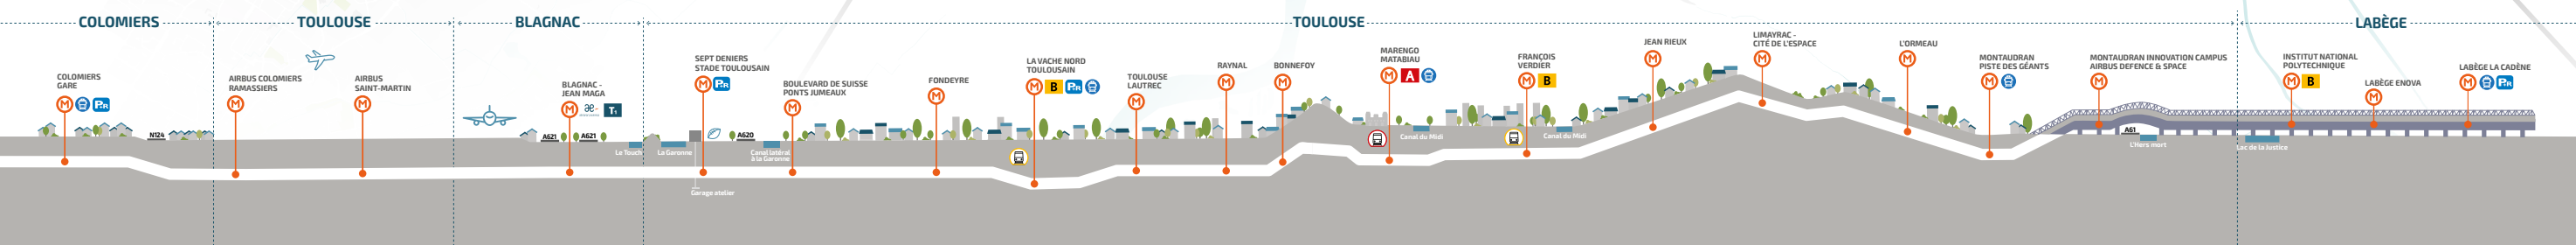 COLOMIERS
TOULOUSE
BLAGNAC
TOULOUSE
LABÈGE
COLOMIERS
GARE
M
P+R
N124
AIRBUS COLOMIERS
RAMASSIERS
M
AIRBUS
SAINT-MARTIN
M
BLAGNAC -
JEAN MAGA
M
T1
A621
A621
Le Touch
La Garonne
SEPT DENIERS
STADE TOULOUSAIN
M P+R
Garage atelier
A620
Canal latéral
à la Garonne
BOULEVARD DE SUISSE
PONTS JUMEAUX
M
FONDEYRE
M
LA VACHE NORD
TOULOUSAIN
M B P+R
TOULOUSE
LAUTREC
M
RAYNAL
M
BONNEFOY
M
MARENGO
MATABIAU
M A
Canal du Midi
FRANÇOIS
VERDIER
M B
Canal du Midi
JEAN RIEUX
M
LIMAYRAC -
CITÉ DE L'ESPACE
M
L'ORMEAU
M
MONTAUDRAN
PISTE DES GÉANTS
M
MONTAUDRAN INNOVATION CAMPUS
AIRBUS DEFENCE & SPACE
M
A61
L'Hers mort
Lac de la Justice
INSTITUT NATIONAL
POLYTECHNIQUE
M B
LABÈGE ENOVA
M
LABÈGE LA CADÈNE
M P+R